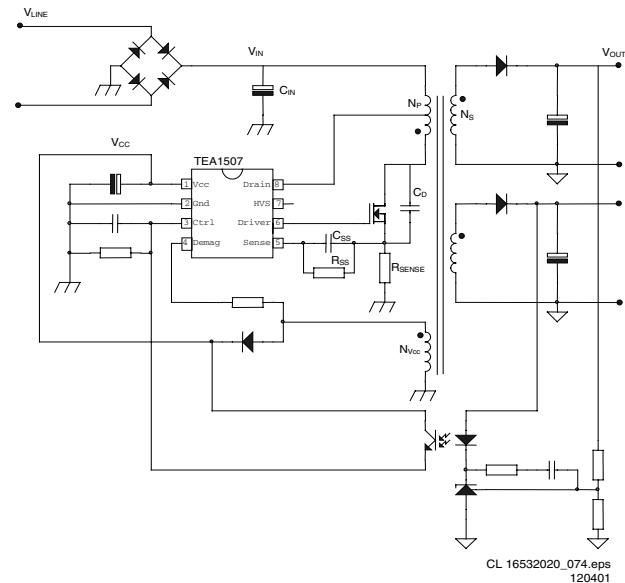 VLINE
VIN
VOUT
CIN
NP
NS
VCC
TEA1507
1 Vcc Drain 8
2 Gnd HVS 7
3 Ctrl Driver 6
4 Demag Sense 5
CD
CSS
RSS
RSENSE
NVcc
CL 16532020_074.eps
120401